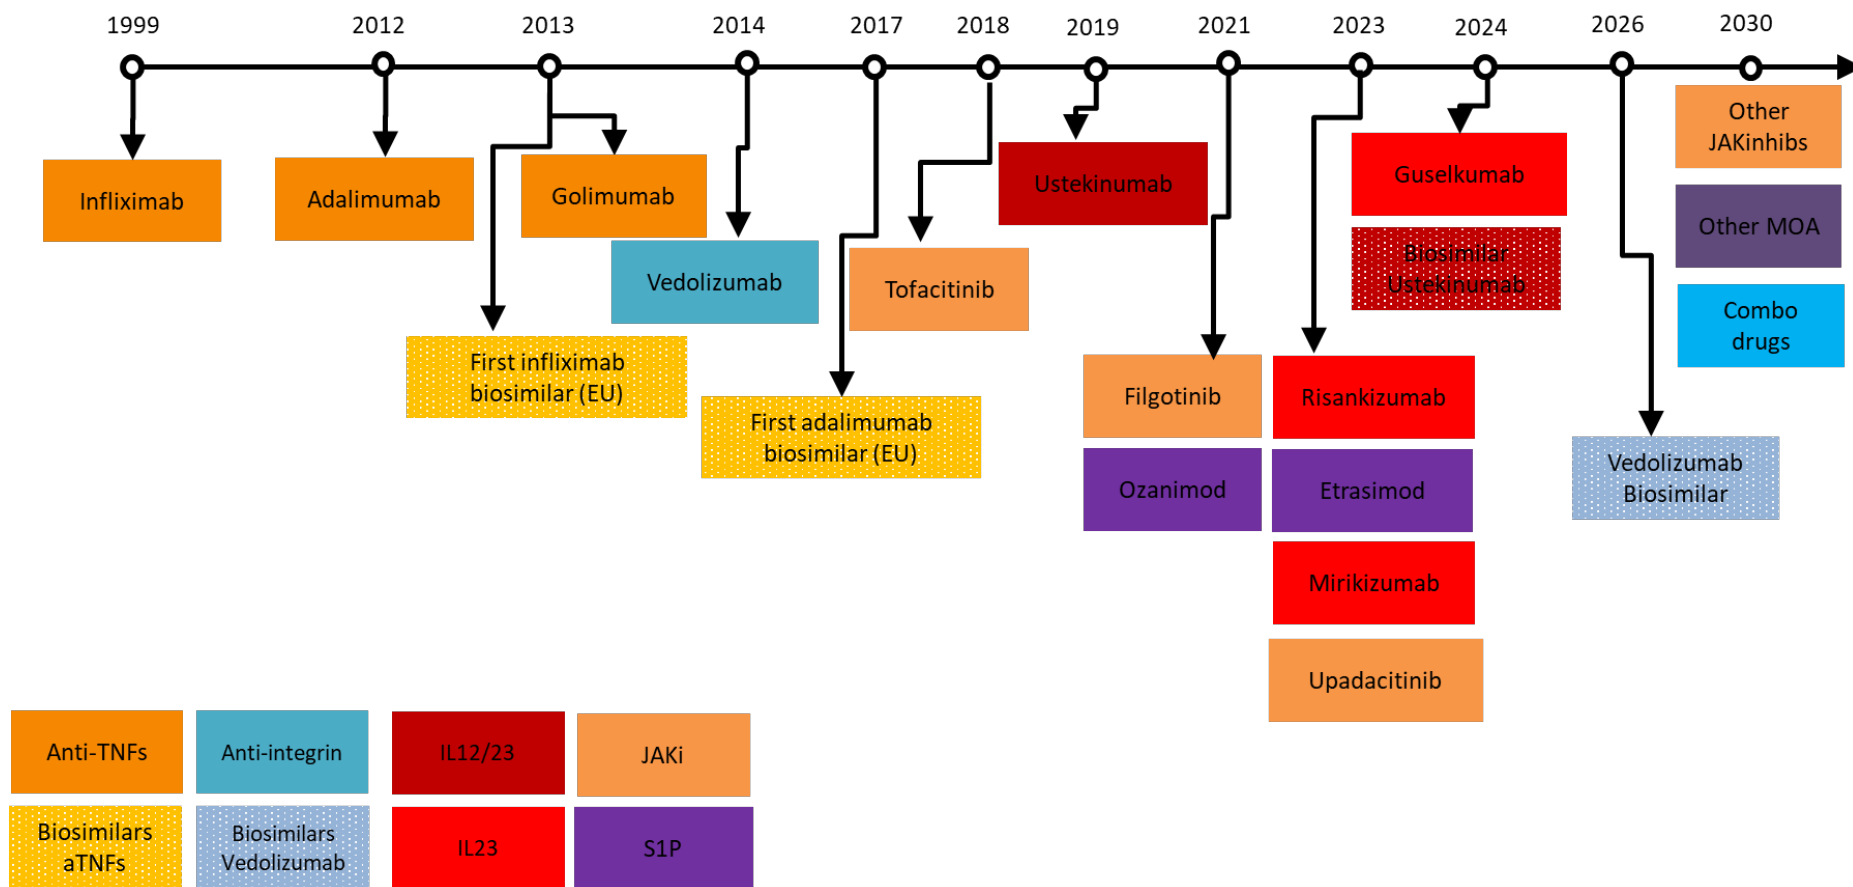 1999
2012
2013
2014
2017
2018
2019
2021
2023
2024
2026
2030
Infliximab
Adalimumab
Golimumab
First infliximab
biosimilar (EU)
Vedolizumab
First adalimumab
biosimilar (EU)
Tofacitinib
Ustekinumab
Filgotinib
Ozanimod
Risankizumab
Etrasimod
Mirikizumab
Upadacitinib
Guselkumab
Biosimilar
Ustekinumab
Vedolizumab
Biosimilar
Other
JAKinhibs
Other MOA
Combo
drugs
Anti-TNFs
Anti-integrin
IL12/23
JAKi
Biosimilars
aTNFs
Biosimilars
Vedolizumab
IL23
S1P